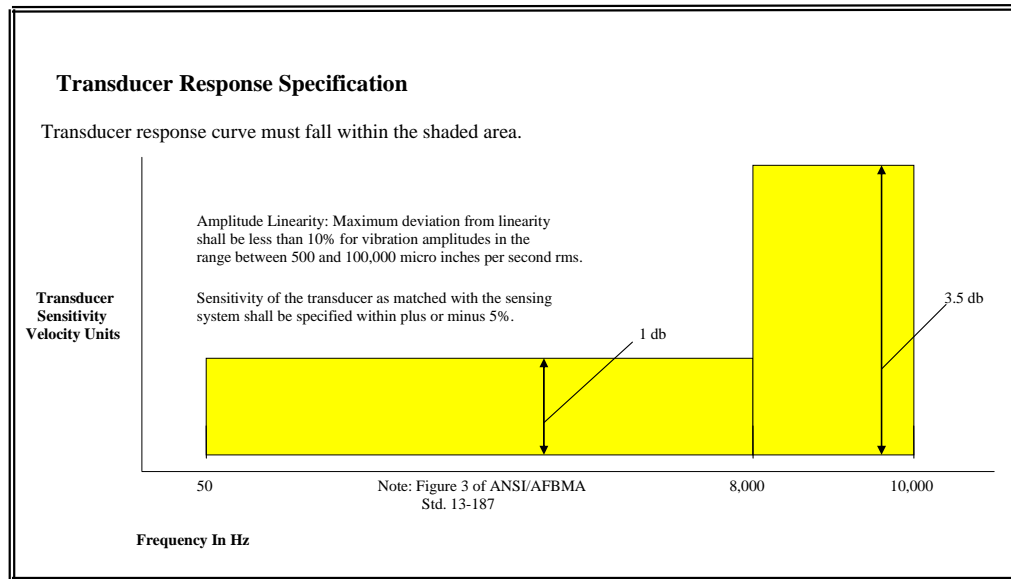 Transducer Response Specification
Transducer response curve must fall within the shaded area.
Amplitude Linearity: Maximum deviation from linearity
shall be less than 10% for vibration amplitudes in the
range between 500 and 100,000 micro inches per second rms.
Sensitivity of the transducer as matched with the sensing
system shall be specified within plus or minus 5%.
Transducer
Sensitivity
Velocity Units
3.5 db
1 db
50
Note: Figure 3 of ANSI/AFBMA
Std. 13-187
8,000
10,000
Frequency In Hz